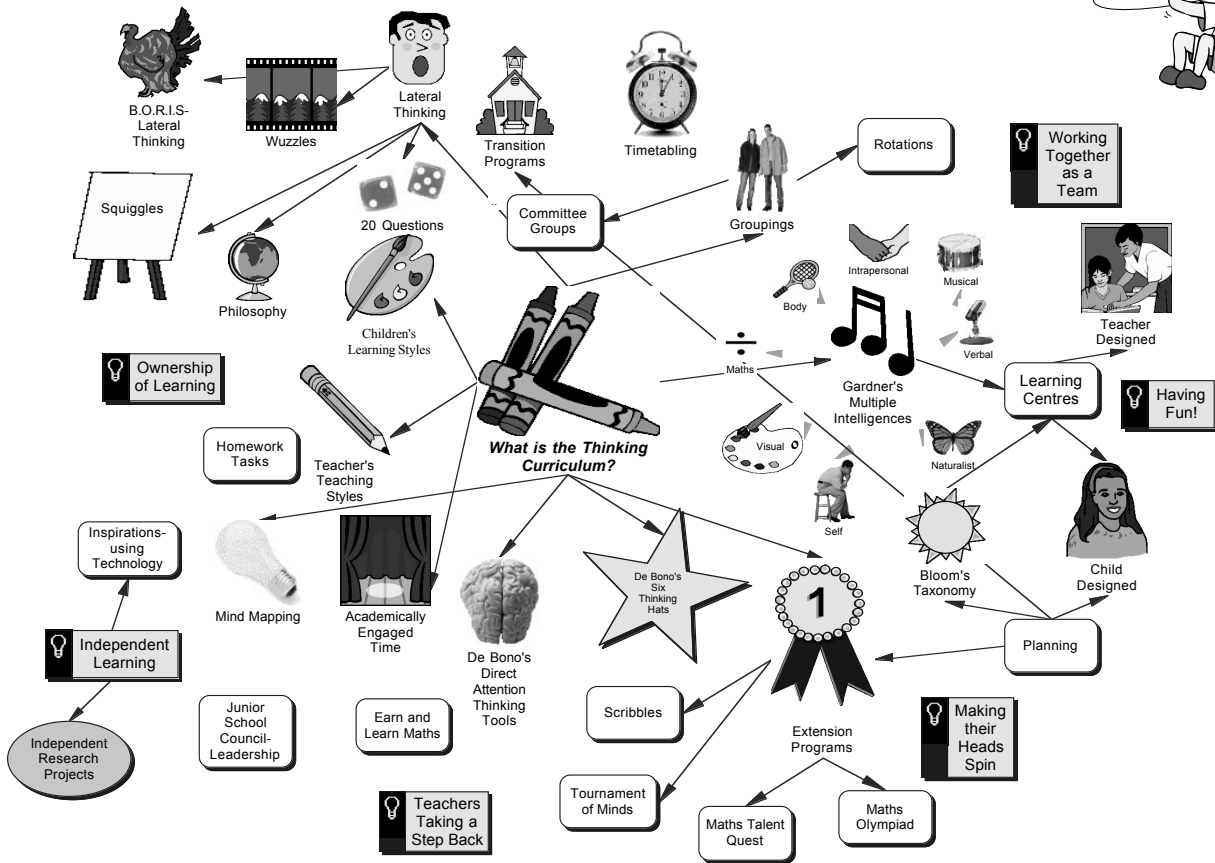 B.O.R.I.S-
Lateral
Thinking
Wuzzles
Lateral
Thinking
Transition
Programs
Timetabling
Rotations
Working
Together
as a
Team
Squiggles
20 Questions
Committee
Groups
Groupings
Philosophy
Children's
Learning Styles
Intrapersonal
Musical
Body
Verbal
Maths
Teacher
Designed
Ownership
of Learning
Gardner's
Multiple
Intelligences
Learning
Centres
Having
Fun!
Homework
Tasks
Teacher's
Teaching
Styles
What is the Thinking
Curriculum?
Visual
Naturalist
Self
Inspirations-
using
Technology
Mind Mapping
Academically
Engaged
Time
De Bono's
Six
Thinking
Hats
1
Bloom's
Taxonomy
Child
Designed
Independent
Learning
De Bono's
Direct
Attention
Thinking
Tools
Planning
Junior
School
Council-
Leadership
Earn and
Learn Maths
Scribbles
Extension
Programs
Making
their
Heads
Spin
Independent
Research
Projects
Teachers
Taking a
Step Back
Tournament
of Minds
Maths Talent
Quest
Maths
Olympiad